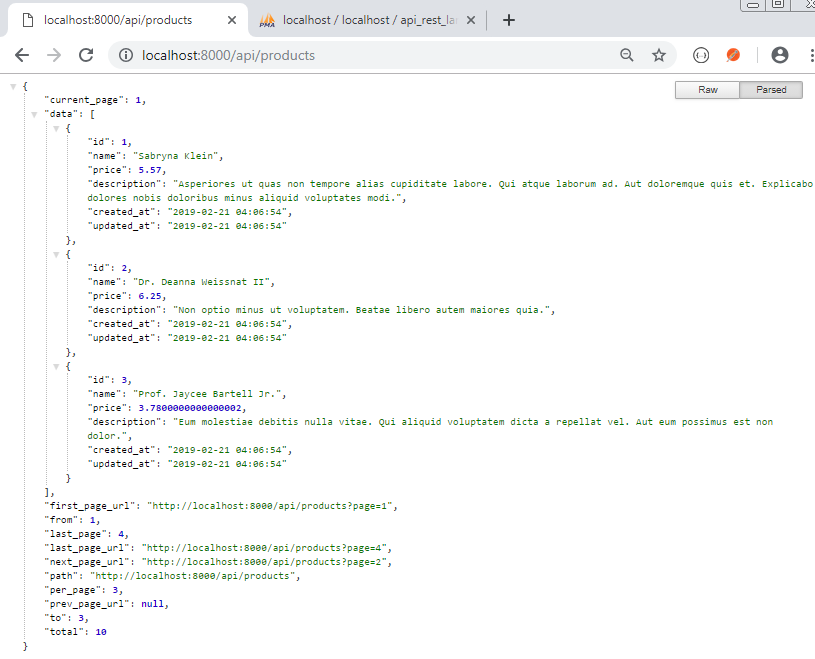 localhost:8000/api/products
localhost / localhost / api_rest_la
localhost:8000/api/products
Raw
Parsed
{
"current_page": 1,
"data": [
{
"id": 1,
"name": "Sabryna Klein",
"price": 5.57,
"description": "Asperiores ut quas non tempore alias cupiditate labore. Qui atque laborum ad. Aut doloremque quis et. Explicabo
dolores nobis doloribus minus aliquid voluptates modi.",
"created_at": "2019-02-21 04:06:54",
"updated_at": "2019-02-21 04:06:54"
},
{
"id": 2,
"name": "Dr. Deanna Weissnat II",
"price": 6.25,
"description": "Non optio minus ut voluptatem. Beatae libero autem maiores quia.",
"created_at": "2019-02-21 04:06:54",
"updated_at": "2019-02-21 04:06:54"
},
{
"id": 3,
"name": "Prof. Jaycee Bartell Jr.",
"price": 3.7800000000000002,
"description": "Eum molestiae debitis nulla vitae. Qui aliquid voluptatem dicta a repellat vel. Aut eum possimus est non
dolor.",
"created_at": "2019-02-21 04:06:54",
"updated_at": "2019-02-21 04:06:54"
}
],
"first_page_url": "http://localhost:8000/api/products?page=1",
"from": 1,
"last_page": 4,
"last_page_url": "http://localhost:8000/api/products?page=4",
"next_page_url": "http://localhost:8000/api/products?page=2",
"path": "http://localhost:8000/api/products",
"per_page": 3,
"prev_page_url": null,
"to": 3,
"total": 10
}